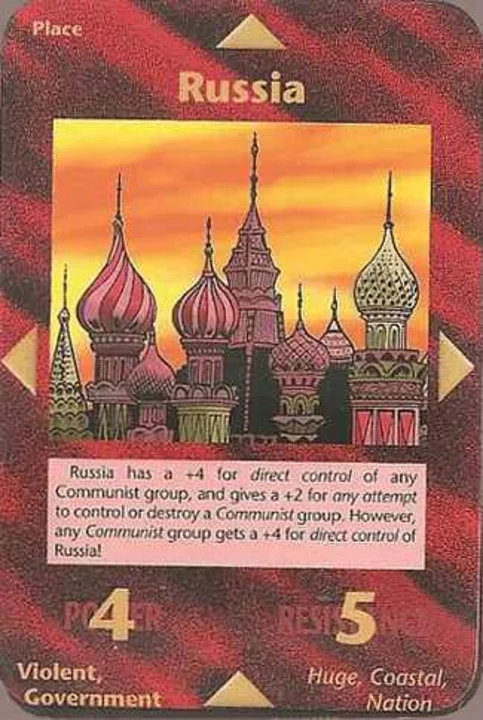 Place
Russia
Russia has a +4 for direct control of any
Communist group, and gives a +2 for any attempt
to control or destroy a Communist group. However,
any Communist group gets a +4 for direct control of
Russia!
POWER 4 RESISTANCE 5
Violent, Huge, Coastal,
Government Nation